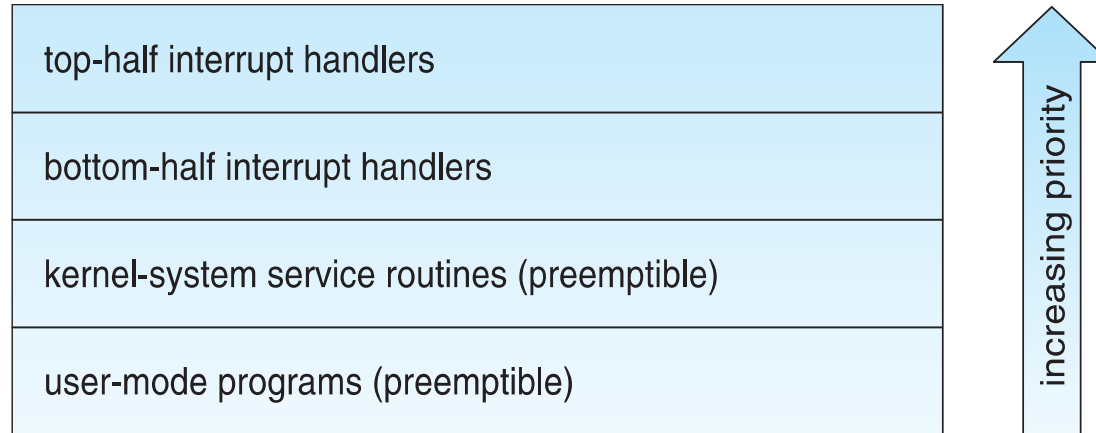 top-half interrupt handlers
bottom-half interrupt handlers
kernel-system service routines (preemptible)
user-mode programs (preemptible)
increasing priority